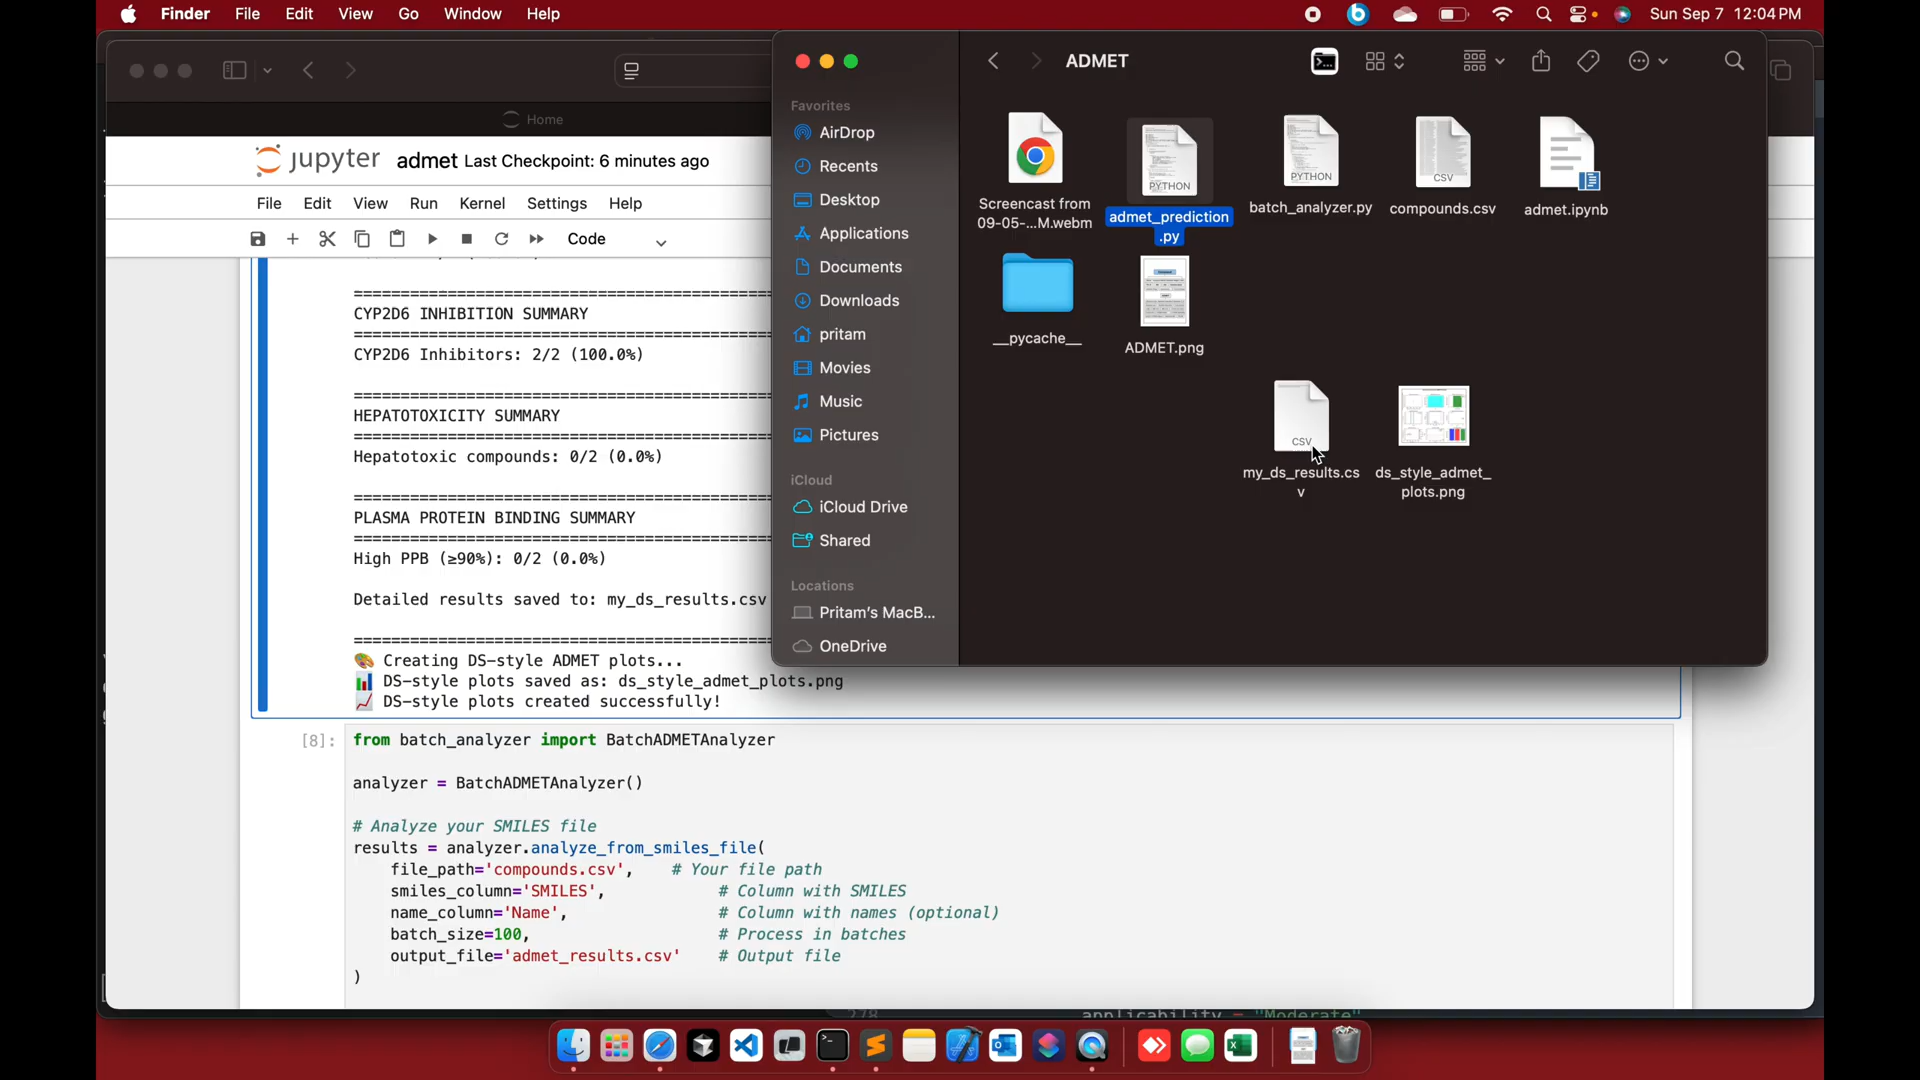 Finder File Edit View Go Window Help
Sun Sep 7 12:04 PM
Home
jupyter admet Last Checkpoint: 6 minutes ago
File Edit View Run Kernel Settings Help
Code
CYP2D6 INHIBITION SUMMARY
CYP2D6 Inhibitors: 2/2 (100.0%)
HEPATOTOXICITY SUMMARY
Hepatotoxic compounds: 0/2 (0.0%)
PLASMA PROTEIN BINDING SUMMARY
High PPB (≥90%): 0/2 (0.0%)
Detailed results saved to: my_ds_results.csv
🎨 Creating DS-style ADMET plots...
📊 DS-style plots saved as: ds_style_admet_plots.png
📈 DS-style plots created successfully!
[8]: from batch_analyzer import BatchADMETAnalyzer
analyzer = BatchADMETAnalyzer()
# Analyze your SMILES file
results = analyzer.analyze_from_smiles_file(
file_path='compounds.csv', # Your file path
smiles_column='SMILES', # Column with SMILES
name_column='Name', # Column with names (optional)
batch_size=100, # Process in batches
output_file='admet_results.csv' # Output file
)
ADMET
Favorites
AirDrop
Recents
Desktop
Applications
Documents
Downloads
pritam
Movies
Music
Pictures
iCloud
iCloud Drive
Shared
Locations
Pritam's MacB...
OneDrive
PYTHON
PYTHON
CSV
Screencast from
09-05-...M.webm
admet_prediction
.py
batch_analyzer.py
compounds.csv
admet.ipynb
__pycache__
ADMET.png
CSV
my_ds_results.cs
v
ds_style_admet_
plots.png
278 applicability = "Moderate"